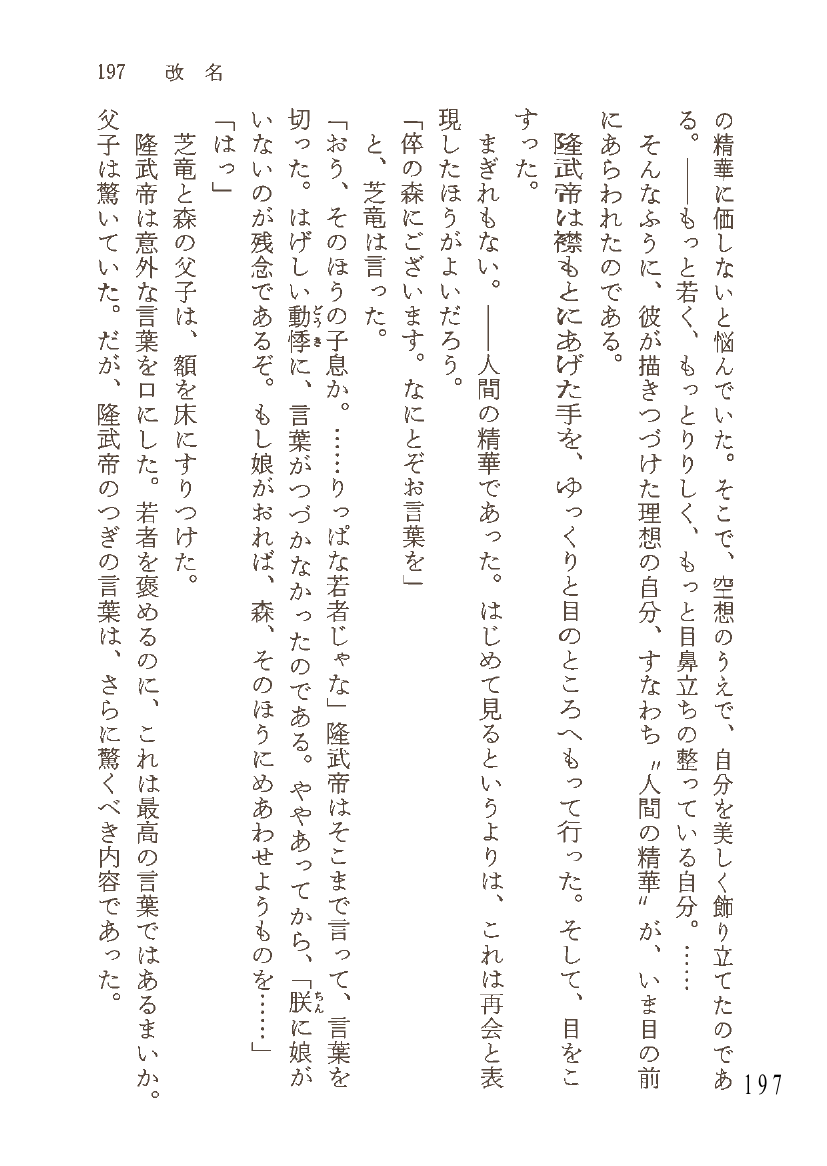 197　改 名
の精華に価しないと悩んでいた。そこで、空想のうえで、自分を美しく飾り立てたのであ
る。――もっと若く、もっとりりしく、もっと目鼻立ちの整っている自分。……
そんなふうに、彼が描きつづけた理想の自分、すなわち〝人間の精華〟が、いま目の前
にあらわれたのである。
隆武帝は襟もとにあげた手を、ゆっくりと目のところへもって行った。そして、目をこ
すった。
まぎれもない。――人間の精華であった。はじめて見るというよりは、これは再会と表
現したほうがよいだろう。
「倅の森にございます。なにとぞお言葉を」
と、芝竜は言った。
「おう、そのほうの子息か。……りっぱな若者じゃな」隆武帝はそこまで言って、言葉を
切った。はげしい動悸に、言葉がつづかなかったのである。ややあってから、「朕に娘が
どうき
ちん
いないのが残念であるぞ。もし娘がおれば、森、そのほうにめあわせようものを……」
「はっ」
芝竜と森の父子は、額を床にすりつけた。
隆武帝は意外な言葉を口にした。若者を褒めるのに、これは最高の言葉ではあるまいか。
父子は驚いていた。だが、隆武帝のつぎの言葉は、さらに驚くべき内容であった。
197